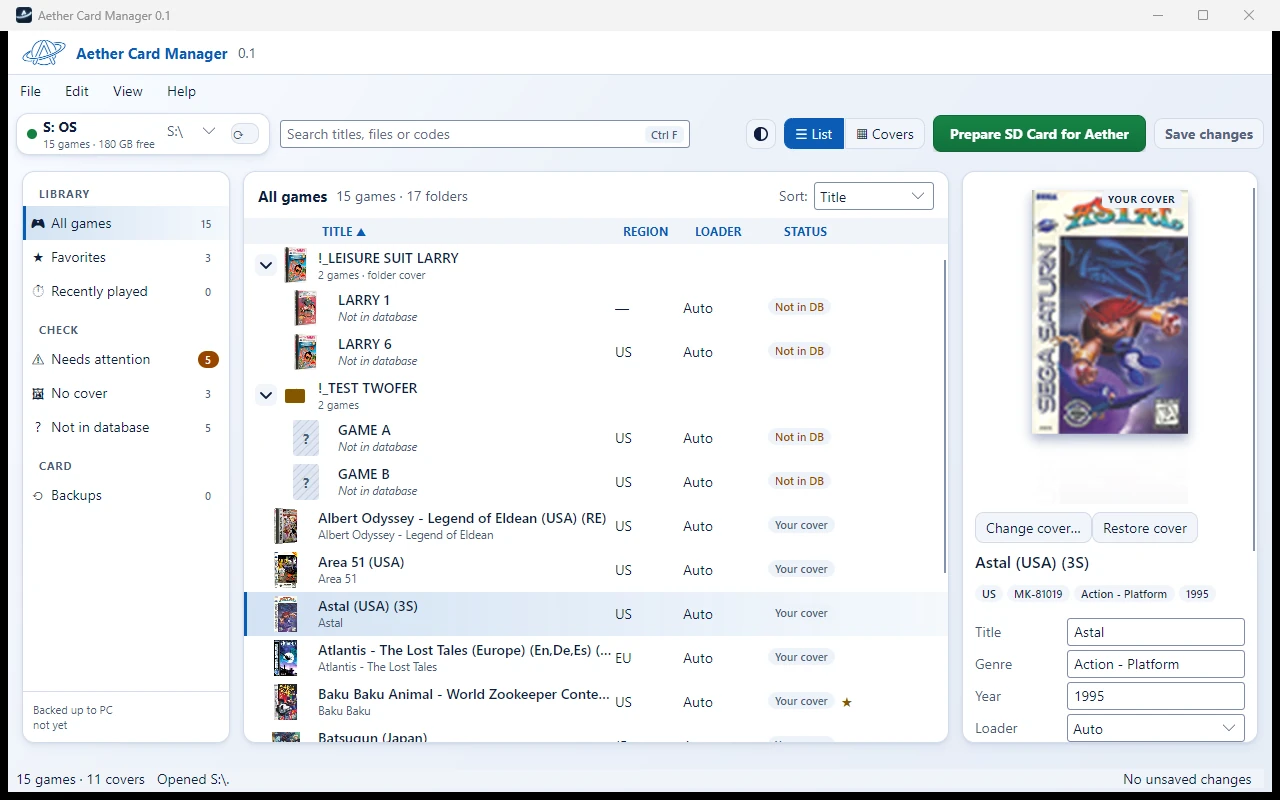 Aether Card Manager 0.1
Aether Card Manager 0.1
File Edit View Help
S: OS
15 games · 180 GB free
S:\
Search titles, files or codes Ctrl F
List
Covers
Prepare SD Card for Aether
Save changes
LIBRARY
All games 15
Favorites 3
Recently played 0
CHECK
Needs attention 5
No cover 3
? Not in database 5
CARD
Backups 0
Backed up to PC
not yet
All games 15 games · 17 folders
Sort: Title
TITLE ▲ REGION LOADER STATUS
!_LEISURE SUIT LARRY
2 games · folder cover
LARRY 1
Not in database
— Auto Not in DB
LARRY 6
Not in database
US Auto Not in DB
!_TEST TWOFER
2 games
? GAME A
Not in database
US Auto Not in DB
? GAME B
Not in database
US Auto Not in DB
Albert Odyssey - Legend of Eldean (USA) (RE)
Albert Odyssey - Legend of Eldean
US Auto Your cover
Area 51 (USA)
Area 51
US Auto Your cover
Astal (USA) (3S)
Astal
US Auto Your cover
Atlantis - The Lost Tales (Europe) (En,De,Es) (...
Atlantis - The Lost Tales
EU Auto Your cover
Baku Baku Animal - World Zookeeper Conte...
Baku Baku
US Auto Your cover ★
Batsugun (Japan)
YOUR COVER
SEGA
ASTAL
SEGA SATURN
Change cover...
Restore cover
Astal (USA) (3S)
US MK-81019 Action - Platform 1995
Title Astal
Genre Action - Platform
Year 1995
Loader Auto
15 games · 11 covers Opened S:\.
No unsaved changes